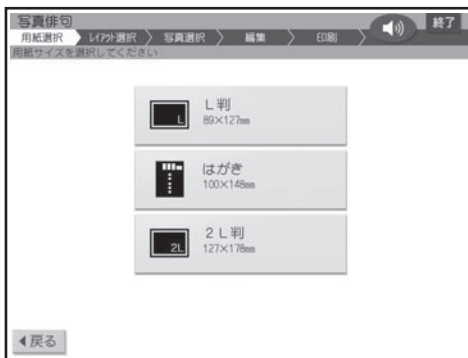 写真俳句
終了
用紙選択 レイアウト選択 写真選択 編集 印刷
用紙サイズを選択してください
L判
L
89×127mm
はがき
100×148mm
2L判
2L
127×178mm
戻る